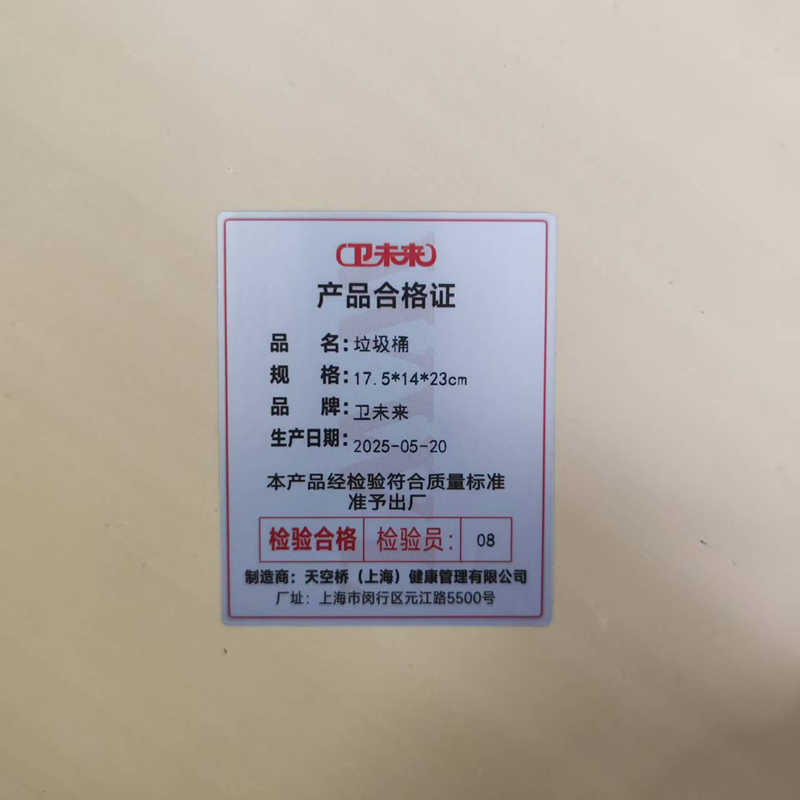 卫未来
产品合格证
品 名：垃圾桶
规 格：17.5*14*23cm
品 牌：卫未来
生产日期：2025-05-20
本产品经检验符合质量标准
准予出厂
检验合格 检验员： 08
制造商：天空桥（上海）健康管理有限公司
厂址：上海市闵行区元江路5500号